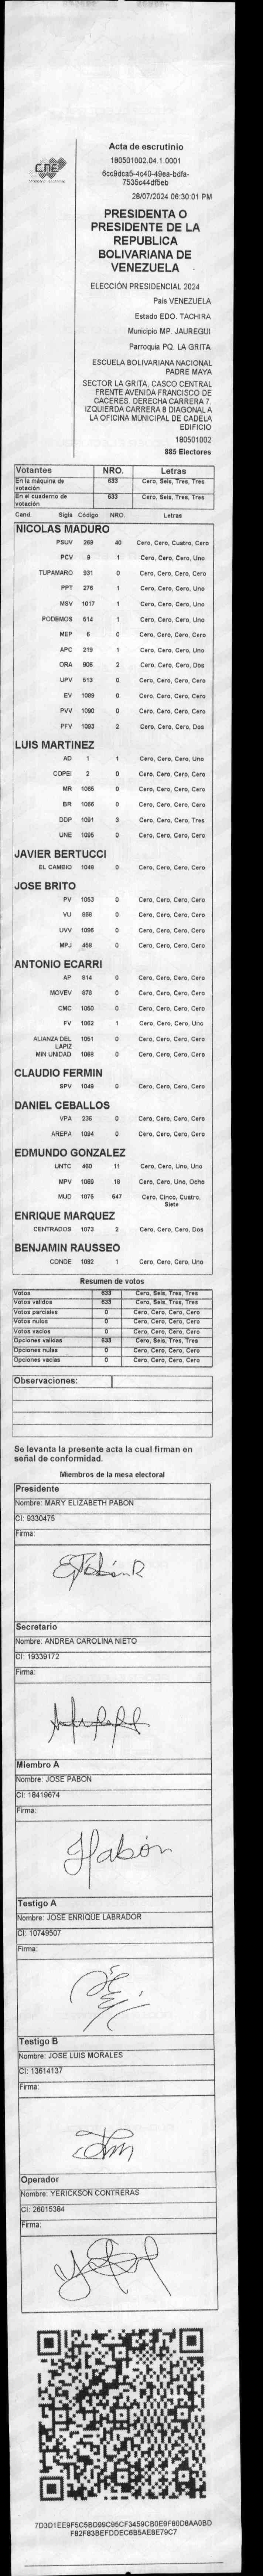 CNE
Acta de escrutinio
180501002.04.1.0001
6cc9dca5-4c40-49ea-bdfa-
7535c44df5eb
28/07/2024 06:30:01 PM
PRESIDENTA O
PRESIDENTE DE LA
REPUBLICA
BOLIVARIANA DE
VENEZUELA
ELECCIÓN PRESIDENCIAL 2024
País VENEZUELA
Estado EDO. TACHIRA
Municipio MP. JAUREGUI
Parroquia PQ. LA GRITA
ESCUELA BOLIVARIANA NACIONAL
PADRE MAYA
SECTOR LA GRITA. CASCO CENTRAL
FRENTE AVENIDA FRANCISCO DE
CACERES. DERECHA CARRERA 7.
IZQUIERDA CARRERA 8 DIAGONAL A
LA OFICINA MUNICIPAL DE CADELA
EDIFICIO
180501002
885 Electores
Votantes NRO. Letras
En la máquina de votación 633 Cero, Seis, Tres, Tres
En el cuaderno de votación 633 Cero, Seis, Tres, Tres
Cand. Sigla Código NRO. Letras
NICOLAS MADURO
PSUV 269 40 Cero, Cero, Cuatro, Cero
PCV 9 1 Cero, Cero, Cero, Uno
TUPAMARO 931 0 Cero, Cero, Cero, Cero
PPT 276 1 Cero, Cero, Cero, Uno
MSV 1017 1 Cero, Cero, Cero, Uno
PODEMOS 514 1 Cero, Cero, Cero, Uno
MEP 6 0 Cero, Cero, Cero, Cero
APC 219 1 Cero, Cero, Cero, Uno
ORA 906 2 Cero, Cero, Cero, Dos
UPV 513 0 Cero, Cero, Cero, Cero
EV 1089 0 Cero, Cero, Cero, Cero
PVV 1090 0 Cero, Cero, Cero, Cero
PFV 1093 2 Cero, Cero, Cero, Dos
LUIS MARTINEZ
AD 1 1 Cero, Cero, Cero, Uno
COPEI 2 0 Cero, Cero, Cero, Cero
MR 1065 0 Cero, Cero, Cero, Cero
BR 1066 0 Cero, Cero, Cero, Cero
DDP 1091 3 Cero, Cero, Cero, Tres
UNE 1095 0 Cero, Cero, Cero, Cero
JAVIER BERTUCCI
EL CAMBIO 1048 0 Cero, Cero, Cero, Cero
JOSE BRITO
PV 1053 0 Cero, Cero, Cero, Cero
VU 968 0 Cero, Cero, Cero, Cero
UVV 1096 0 Cero, Cero, Cero, Cero
MPJ 458 0 Cero, Cero, Cero, Cero
ANTONIO ECARRI
AP 914 0 Cero, Cero, Cero, Cero
MOVEV 978 0 Cero, Cero, Cero, Cero
CMC 1050 0 Cero, Cero, Cero, Cero
FV 1062 1 Cero, Cero, Cero, Uno
ALIANZA DEL LAPIZ 1051 0 Cero, Cero, Cero, Cero
MIN UNIDAD 1068 0 Cero, Cero, Cero, Cero
CLAUDIO FERMIN
SPV 1049 0 Cero, Cero, Cero, Cero
DANIEL CEBALLOS
VPA 236 0 Cero, Cero, Cero, Cero
AREPA 1094 0 Cero, Cero, Cero, Cero
EDMUNDO GONZALEZ
UNTC 460 11 Cero, Cero, Uno, Uno
MPV 1069 18 Cero, Cero, Uno, Ocho
MUD 1075 547 Cero, Cinco, Cuatro,
Siete
ENRIQUE MARQUEZ
CENTRADOS 1073 2 Cero, Cero, Cero, Dos
BENJAMIN RAUSSEO
CONDE 1092 1 Cero, Cero, Cero, Uno
Resumen de votos
Votos 633 Cero, Seis, Tres, Tres
Votos validos 633 Cero, Seis, Tres, Tres
Votos parciales 0 Cero, Cero, Cero, Cero
Votos nulos 0 Cero, Cero, Cero, Cero
Votos vacios 0 Cero, Cero, Cero, Cero
Opciones validas 633 Cero, Seis, Tres, Tres
Opciones nulas 0 Cero, Cero, Cero, Cero
Opciones vacias 0 Cero, Cero, Cero, Cero
Observaciones:
Se levanta la presente acta la cual firman en
señal de conformidad.
Miembros de la mesa electoral
Presidente
Nombre: MARY ELIZABETH PABON
CI: 9330475
Firma:
Secretario
Nombre: ANDREA CAROLINA NIETO
CI: 19339172
Firma:
Miembro A
Nombre: JOSE PABON
CI: 18419674
Firma:
Testigo A
Nombre: JOSE ENRIQUE LABRADOR
CI: 10749507
Firma:
Testigo B
Nombre: JOSE LUIS MORALES
CI: 13614137
Firma:
Operador
Nombre: YERICKSON CONTRERAS
CI: 26015364
Firma:
7D3D1EE9F5C5BD99C95CF3459CB0E9F80D8AA0BD
F82F83BEFDDEC6B5AE8E79C7